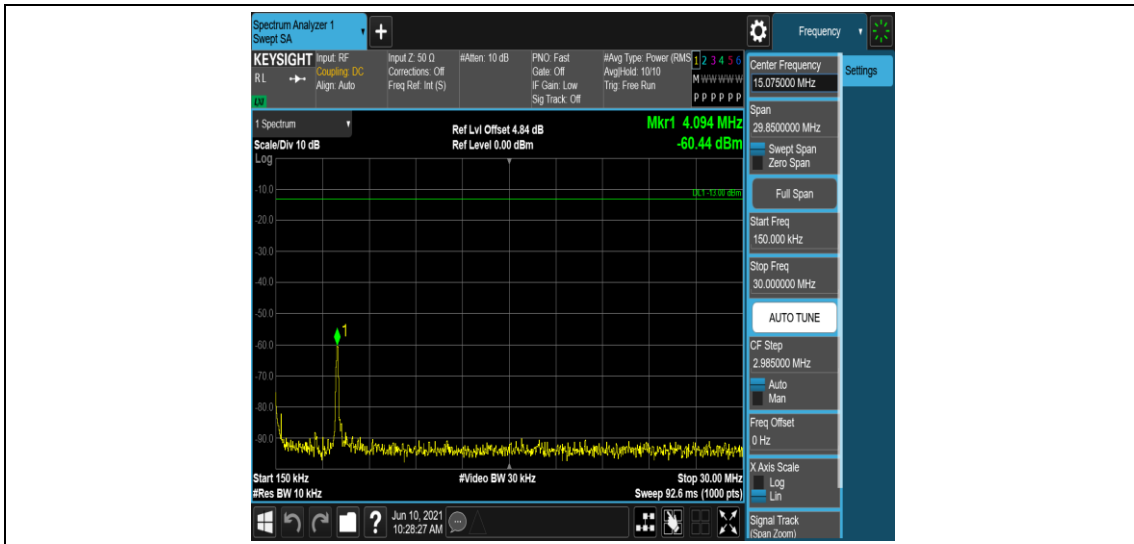 Spectrum Analyzer 1
Swept SA
+
Frequency
KEYSIGHT Input: RF Input Z: 50 Ω #Atten: 10 dB PNO: Fast #Avg Type: Power (RMS 1 2 3 4 5 6
RL Coupling: DC Corrections: Off Gate: Off Avg|Hold: 10/10 M W W W W W
Align: Auto Freq Ref: Int (S) IF Gain: Low Trig: Free Run
Sig Track: Off P P P P P P
LXI
1 Spectrum
Ref Lvl Offset 4.84 dB
Mkr1 4.094 MHz
Scale/Div 10 dB
Ref Level 0.00 dBm
-60.44 dBm
Log
-10.0
DL1 -13.00 dBm
-20.0
-30.0
-40.0
-50.0
1
-60.0
-70.0
-80.0
-90.0
Start 150 kHz
#Video BW 30 kHz
Stop 30.00 MHz
#Res BW 10 kHz
Sweep 92.6 ms (1000 pts)
?
Jun 10, 2021
10:28:27 AM
Center Frequency
15.075000 MHz
Settings
Span
29.8500000 MHz
Swept Span
Zero Span
Full Span
Start Freq
150.000 kHz
Stop Freq
30.000000 MHz
AUTO TUNE
CF Step
2.985000 MHz
Auto
Man
Freq Offset
0 Hz
X Axis Scale
Log
Lin
Signal Track
(Span Zoom)